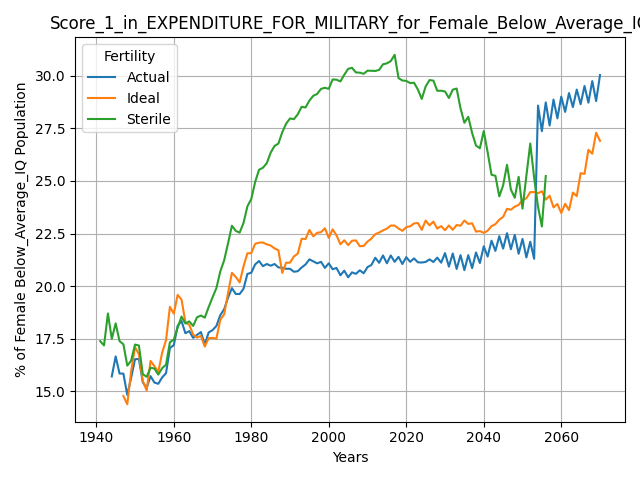 Score_1_in_EXPENDITURE_FOR_MILITARY_for_Female_Below_Average_IQ
Fertility
Actual
Ideal
Sterile
% of Female Below_Average_IQ Population
30.0
27.5
25.0
22.5
20.0
17.5
15.0
1940
1960
1980
2000
2020
2040
2060
Years